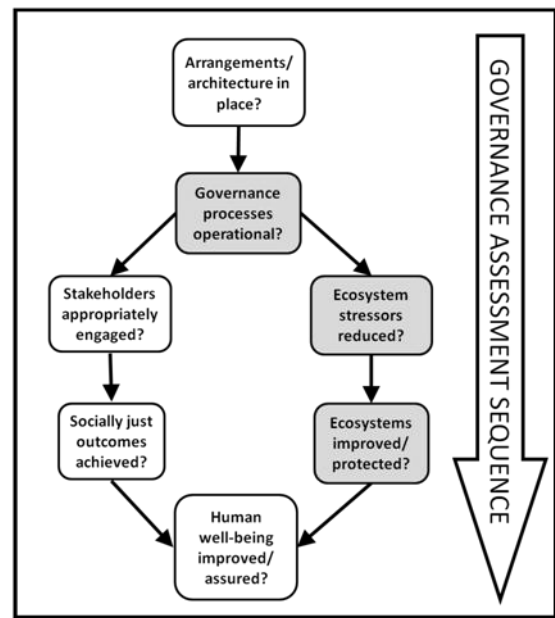 Arrangements/
architecture in
place?
Governance
processes
operational?
Stakeholders
appropriately
engaged?
Ecosystem
stressors
reduced?
Socially just
outcomes
achieved?
Ecosystems
improved/
protected?
Human
well-being
improved/
assured?
GOVERNANCE ASSESSMENT SEQUENCE